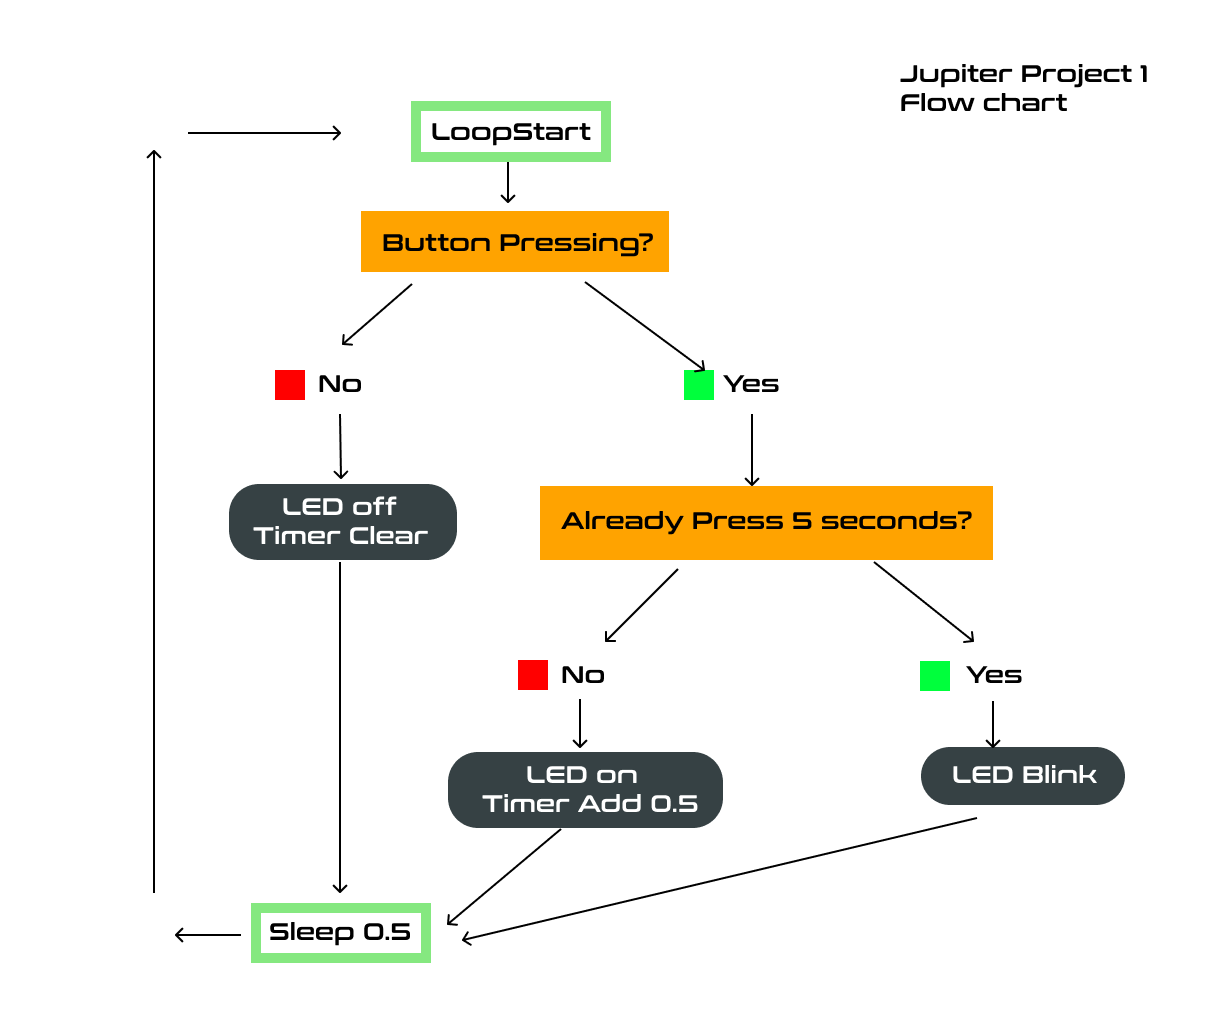 Jupiter Project 1
Flow chart
LoopStart
Button Pressing?
No
Yes
LED off
Timer Clear
Already Press 5 seconds?
No
Yes
LED on
Timer Add 0.5
LED Blink
Sleep 0.5